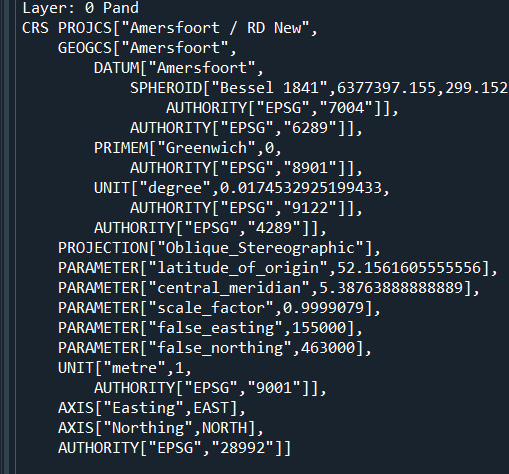 Layer: 0 Pand
CRS PROJCS["Amersfoort / RD New",
GEOGCS["Amersfoort",
DATUM["Amersfoort",
SPHEROID["Bessel 1841",6377397.155,299.152
AUTHORITY["EPSG","7004"]],
AUTHORITY["EPSG","6289"]],
PRIMEM["Greenwich",0,
AUTHORITY["EPSG","8901"]],
UNIT["degree",0.0174532925199433,
AUTHORITY["EPSG","9122"]],
AUTHORITY["EPSG","4289"]],
PROJECTION["Oblique_Stereographic"],
PARAMETER["latitude_of_origin",52.1561605555556],
PARAMETER["central_meridian",5.38763888888889],
PARAMETER["scale_factor",0.9999079],
PARAMETER["false_easting",155000],
PARAMETER["false_northing",463000],
UNIT["metre",1,
AUTHORITY["EPSG","9001"]],
AXIS["Easting",EAST],
AXIS["Northing",NORTH],
AUTHORITY["EPSG","28992"]]